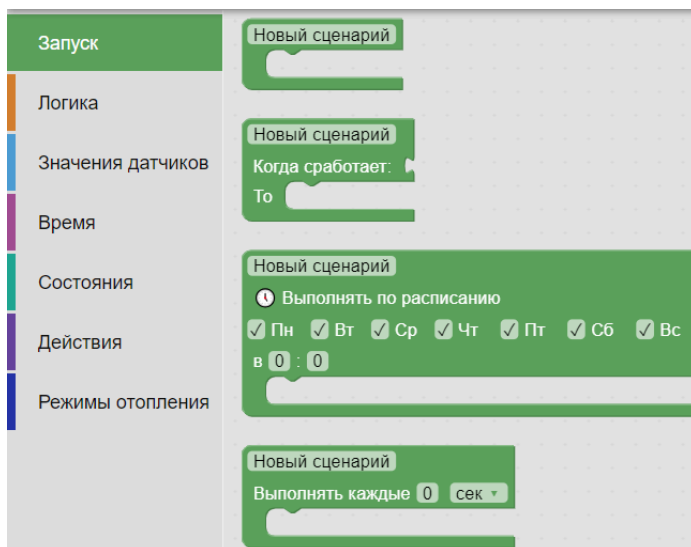 Запуск
Логика
Значения датчиков
Время
Состояния
Действия
Режимы отопления
Новый сценарий
Новый сценарий
Когда сработает:
То
Новый сценарий
Выполнять по расписанию
Пн Вт Ср Чт Пт Сб Вс
в 0 : 0
Новый сценарий
Выполнять каждые 0 сек